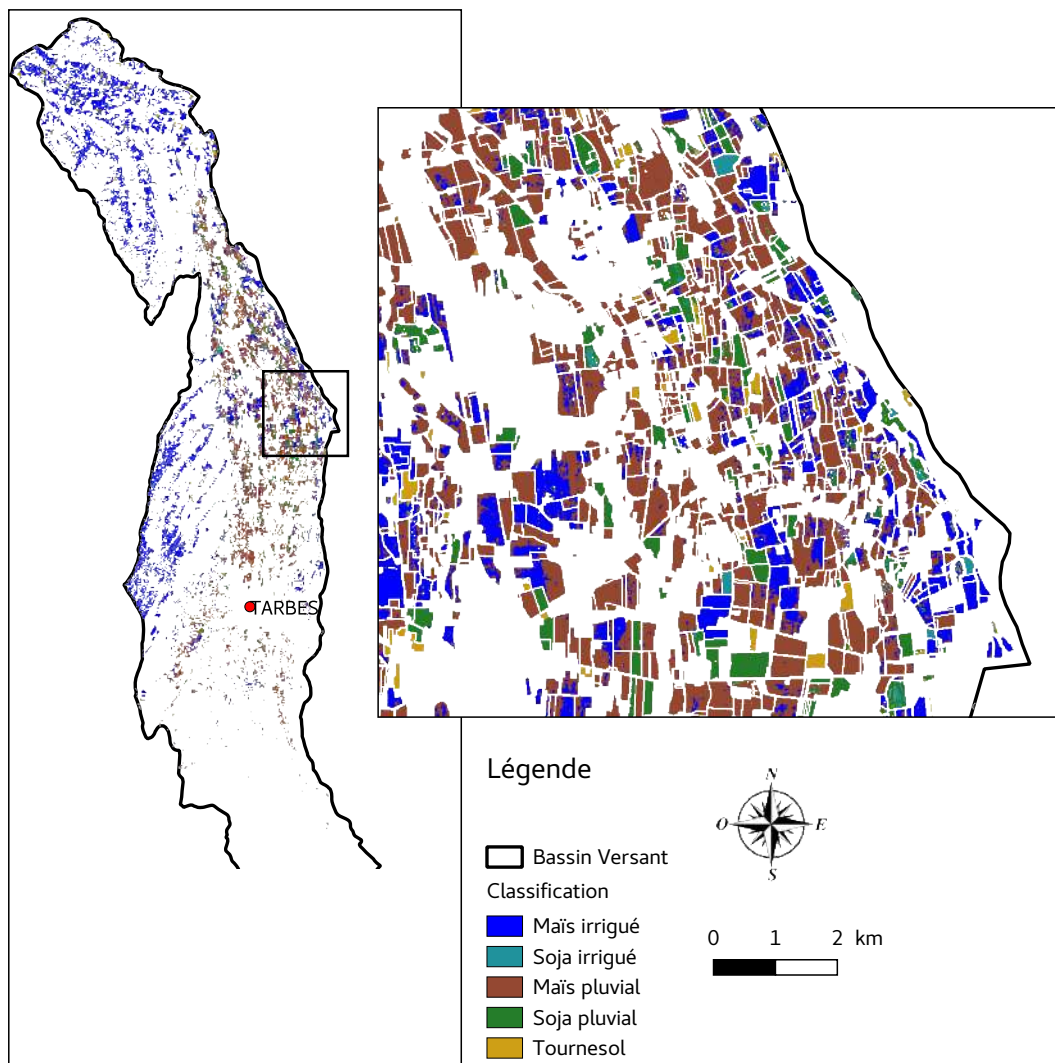 TARBES
Légende
Bassin Versant
Classification
Maïs irrigué
Soja irrigué
Maïs pluvial
Soja pluvial
Tournesol
N
O E
S
0 1 2 km